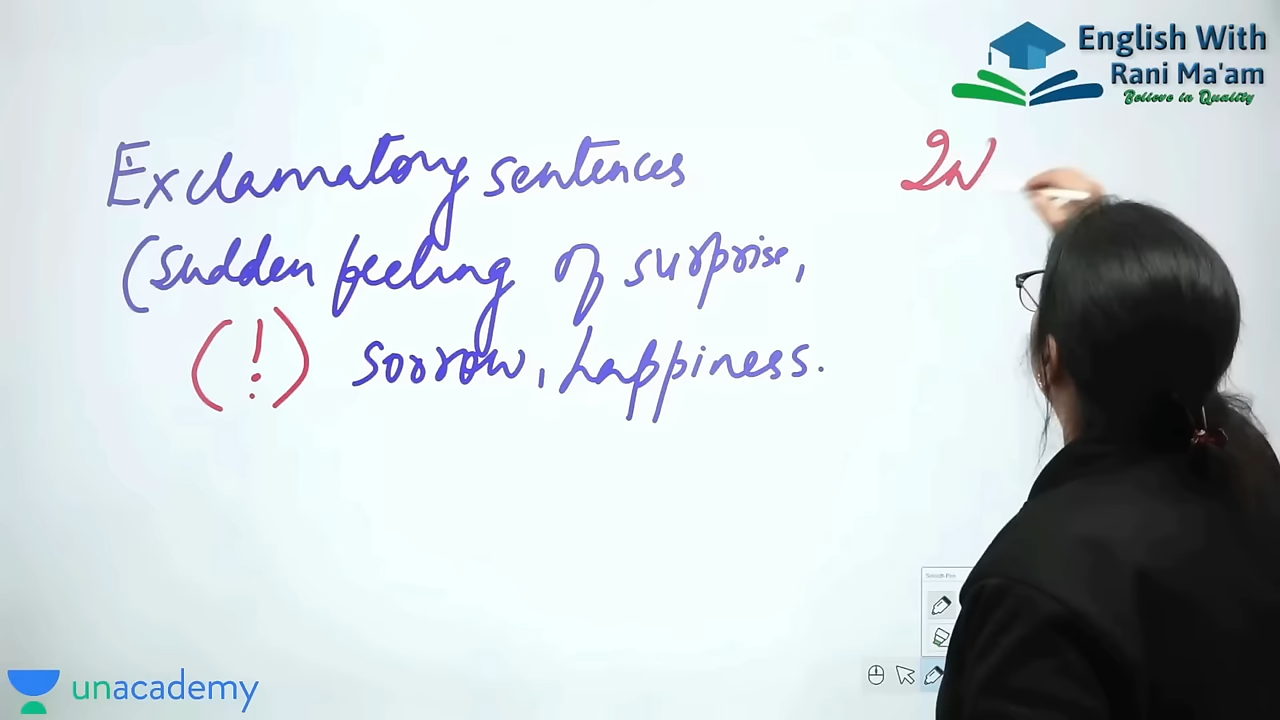 English With
Rani Ma'am
Believe in Quality
Exclamatory sentences
(Sudden feeling of surprise,
(!) sorrow, happiness.
unacademy